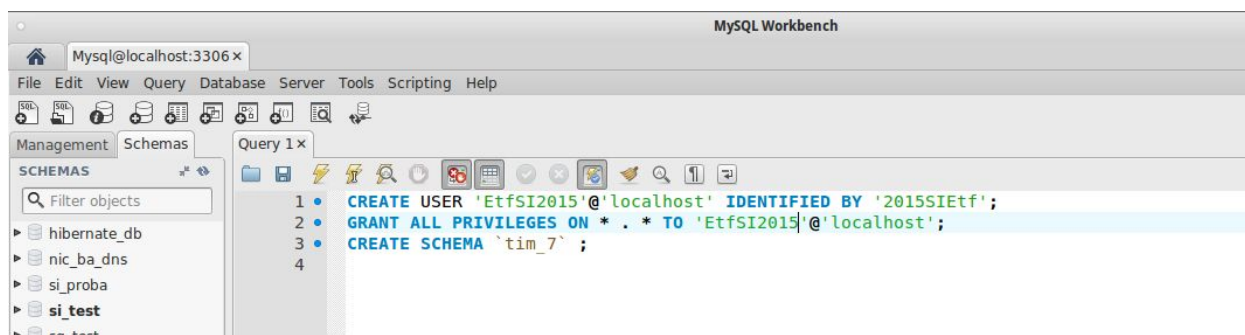 MySQL Workbench
Mysql@localhost:3306 ×
File Edit View Query Database Server Tools Scripting Help
Management Schemas
Query 1 ×
SCHEMAS
Filter objects
hibernate_db
nic_ba_dns
si_proba
si_test
1 CREATE USER 'EtfSI2015'@'localhost' IDENTIFIED BY '2015SIEtf';
2 GRANT ALL PRIVILEGES ON * . * TO 'EtfSI2015'@'localhost';
3 CREATE SCHEMA `tim_7` ;
4